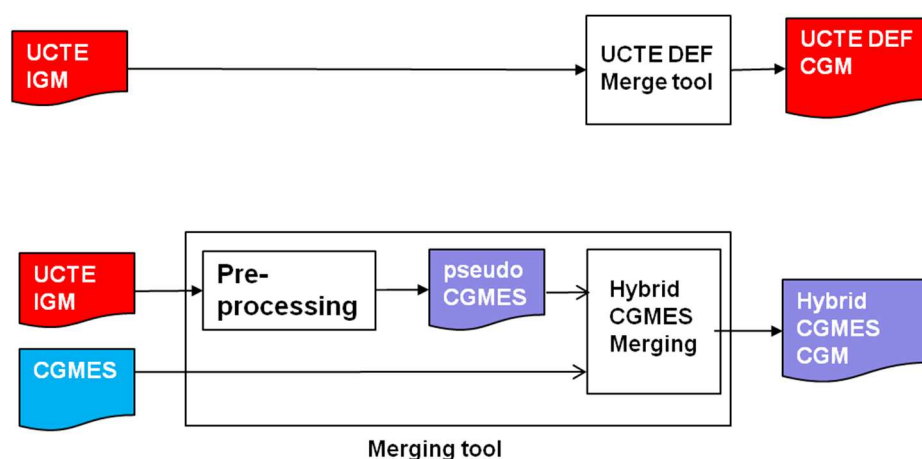 UCTE
IGM
UCTE DEF
Merge tool
UCTE DEF
CGM
UCTE
IGM
Pre-
processing
pseudo
CGMES
Hybrid
CGMES
Merging
Hybrid
CGMES
CGM
CGMES
Merging tool